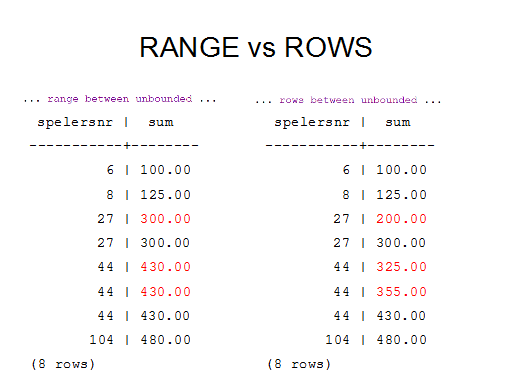 RANGE vs ROWS
... range between unbounded ...
spelersnr | sum
-----------+--------
6 | 100.00
8 | 125.00
27 | 300.00
27 | 300.00
44 | 430.00
44 | 430.00
44 | 430.00
104 | 480.00
(8 rows)
... rows between unbounded ...
spelersnr | sum
-----------+--------
6 | 100.00
8 | 125.00
27 | 200.00
27 | 300.00
44 | 325.00
44 | 355.00
44 | 430.00
104 | 480.00
(8 rows)